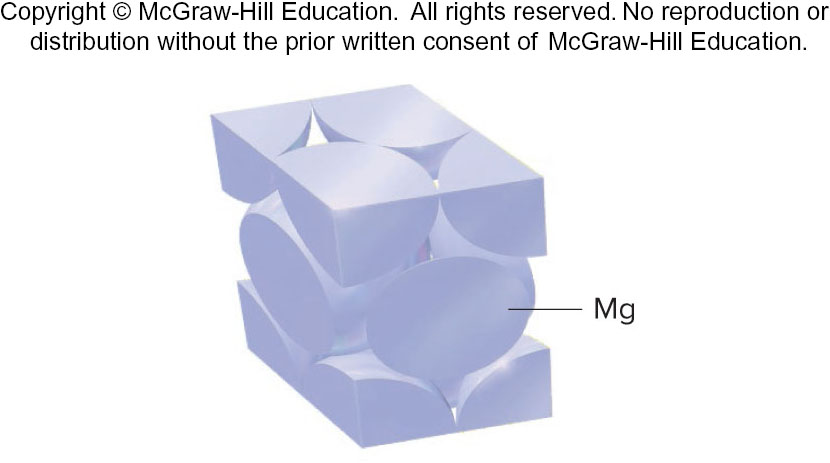 Copyright © McGraw-Hill Education. All rights reserved. No reproduction or
distribution without the prior written consent of McGraw-Hill Education.
Mg